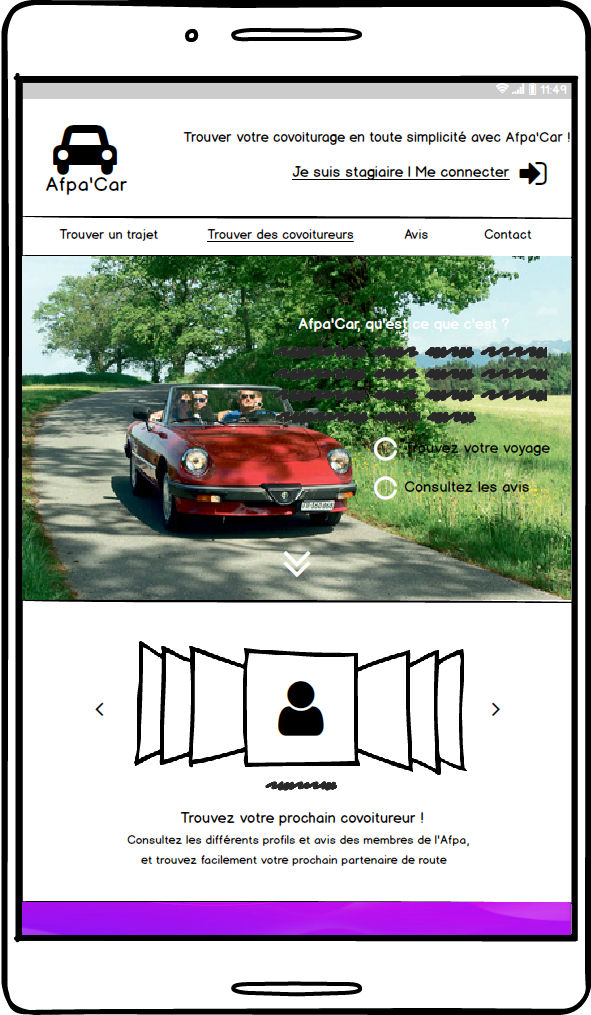 11:49
Trouver votre covoiturage en toute simplicité avec Afpa'Car !
Je suis stagiaire I Me connecter
Afpa'Car
Trouver un trajet Trouver des covoitureurs Avis Contact
Afpa'Car, qu'est ce que c'est ?
Trouvez votre voyage
Consultez les avis
Trouvez votre prochain covoitureur !
Consultez les différents profils et avis des membres de l'Afpa,
et trouvez facilement votre prochain partenaire de route